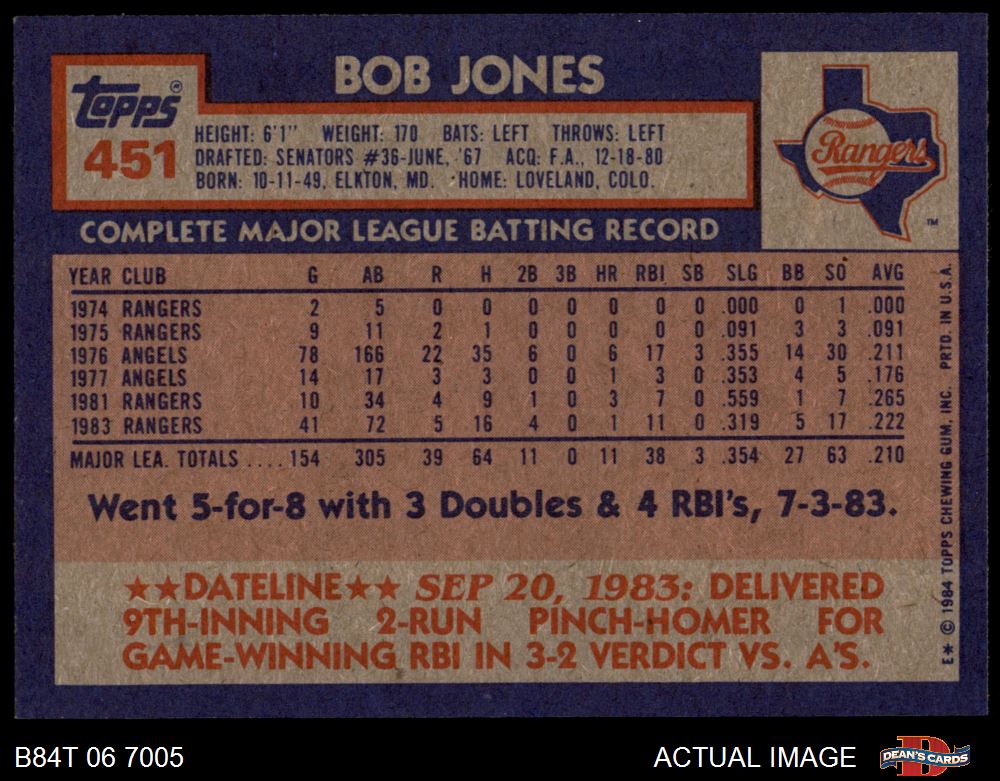 BOB JONES
Topps®
451
HEIGHT: 6'1" WEIGHT: 170 BATS: LEFT THROWS: LEFT
DRAFTED: SENATORS #36-JUNE, '67 ACQ: F.A., 12-18-80
BORN: 10-11-49, ELKTON, MD. ·HOME: LOVELAND, COLO.
Rangers
TM
COMPLETE MAJOR LEAGUE BATTING RECORD
YEAR CLUB G AB R H 2B 3B HR RBI SB SLG BB SO AVG
1974 RANGERS 2 5 0 0 0 0 0 0 0 .000 0 1 .000
1975 RANGERS 9 11 2 1 0 0 0 0 0 .091 3 3 .091
1976 ANGELS 78 166 22 35 6 0 6 17 3 .355 14 30 .211
1977 ANGELS 14 17 3 3 0 0 1 3 0 .353 4 5 .176
1981 RANGERS 10 34 4 9 1 0 3 7 0 .559 1 7 .265
1983 RANGERS 41 72 5 16 4 0 1 11 0 .319 5 17 .222
MAJOR LEA. TOTALS .... 154 305 39 64 11 0 11 38 3 .354 27 63 .210
Went 5-for-8 with 3 Doubles & 4 RBI's, 7-3-83.
★★DATELINE★★ SEP 20, 1983: DELIVERED
9TH-INNING 2-RUN PINCH-HOMER FOR
GAME-WINNING RBI IN 3-2 VERDICT VS. A'S.
E* © 1984 TOPPS CHEWING GUM, INC. PRTD. IN U.S.A.
B84T 06 7005
ACTUAL IMAGE
DEAN'S CARDS